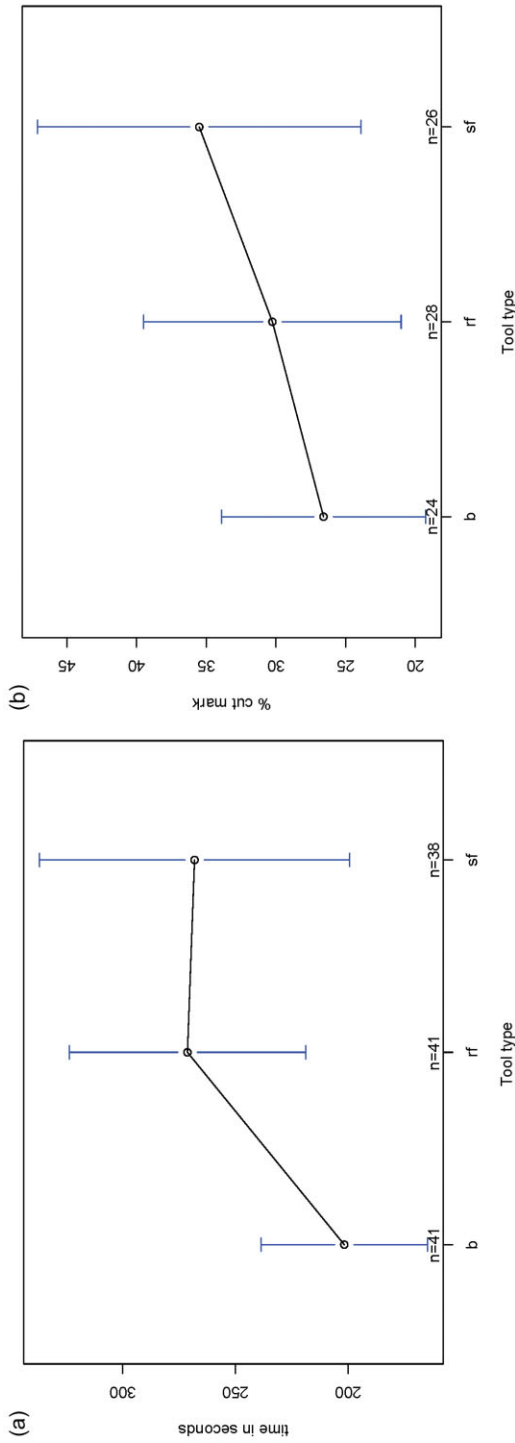 (a)
time in seconds
300
250
200
n=41
n=41
n=38
b
rf
sf
Tool type
(b)
% cut mark
45
40
35
30
25
20
n=24
n=28
n=26
b
rf
sf
Tool type